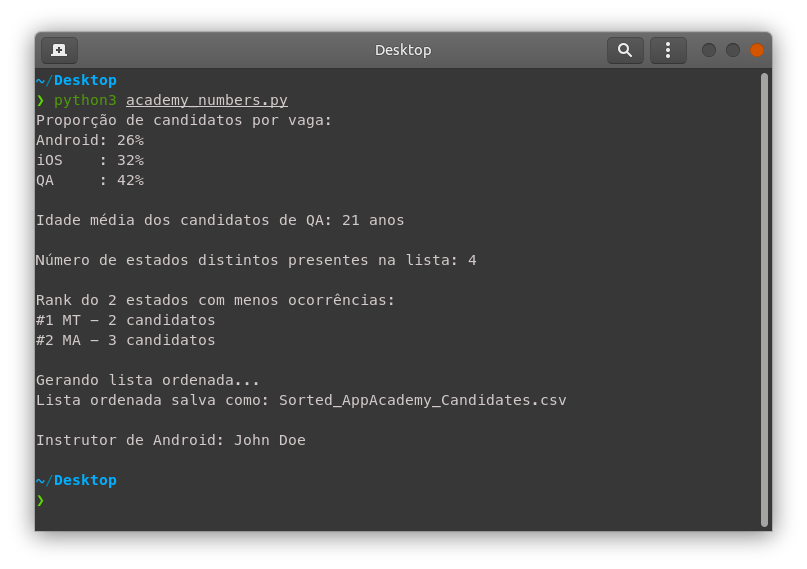 Desktop
~/Desktop
❯ python3 academy_numbers.py
Proporção de candidatos por vaga:
Android: 26%
iOS    : 32%
QA     : 42%
Idade média dos candidatos de QA: 21 anos
Número de estados distintos presentes na lista: 4
Rank do 2 estados com menos ocorrências:
#1 MT - 2 candidatos
#2 MA - 3 candidatos
Gerando lista ordenada...
Lista ordenada salva como: Sorted_AppAcademy_Candidates.csv
Instrutor de Android: John Doe
~/Desktop
❯